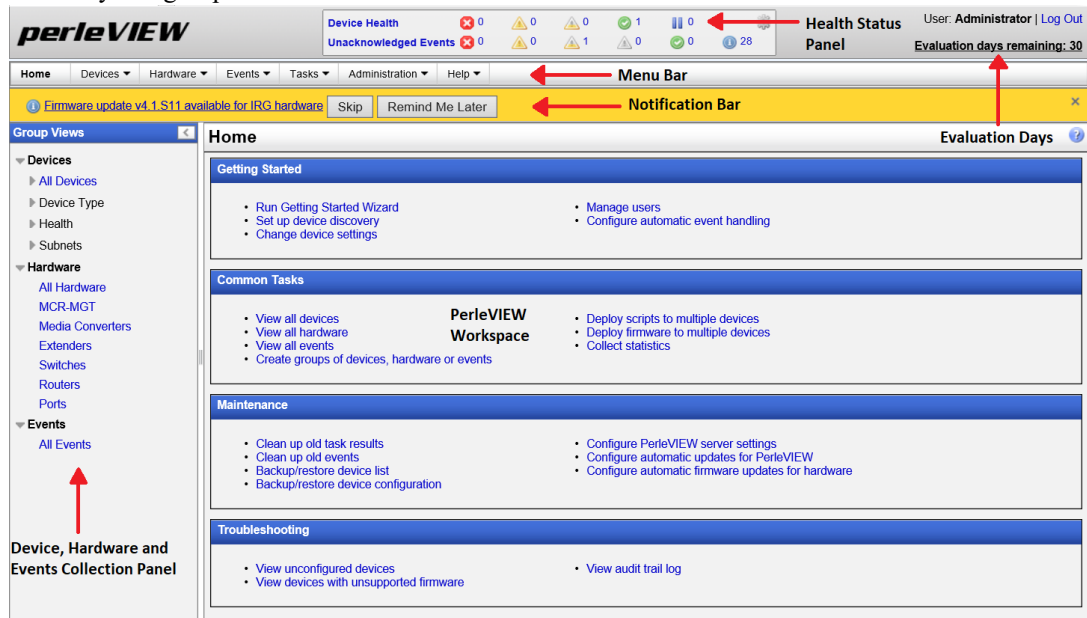 perleVIEW
Device Health 0 0 0 1 0
Unacknowledged Events 0 0 1 0 0 28
Health Status
Panel
User: Administrator | Log Out
Evaluation days remaining: 30
Home Devices Hardware Events Tasks Administration Help
Menu Bar
Firmware update v4.1.S11 available for IRG hardware Skip Remind Me Later
Notification Bar
×
Group Views <
Home
Evaluation Days ?
Devices
All Devices
Device Type
Health
Subnets
Hardware
All Hardware
MCR-MGT
Media Converters
Extenders
Switches
Routers
Ports
Events
All Events
Device, Hardware and
Events Collection Panel
Getting Started
• Run Getting Started Wizard
• Set up device discovery
• Change device settings
• Manage users
• Configure automatic event handling
Common Tasks
• View all devices
• View all hardware
• View all events
• Create groups of devices, hardware or events
PerleVIEW
Workspace
• Deploy scripts to multiple devices
• Deploy firmware to multiple devices
• Collect statistics
Maintenance
• Clean up old task results
• Clean up old events
• Backup/restore device list
• Backup/restore device configuration
• Configure PerleVIEW server settings
• Configure automatic updates for PerleVIEW
• Configure automatic firmware updates for hardware
Troubleshooting
• View unconfigured devices
• View devices with unsupported firmware
• View audit trail log